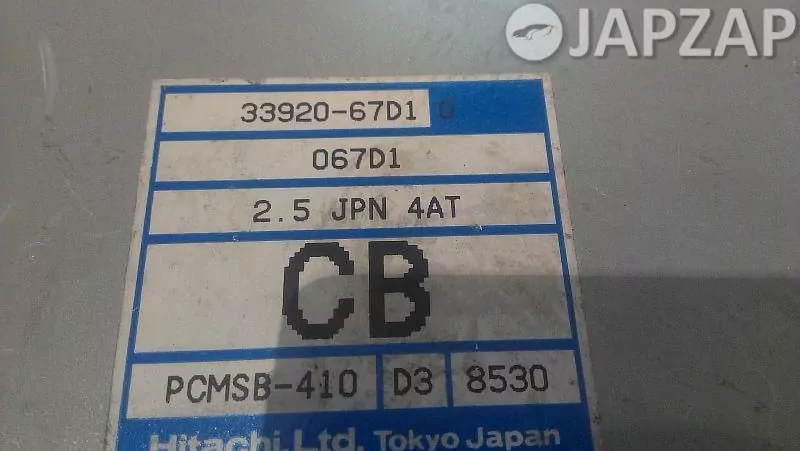 JAPZAP
33920-67D1 0
067D1
2.5 JPN 4AT
CB
PCMSB-410 D3 8530
Hitachi, Ltd. Tokyo Japan